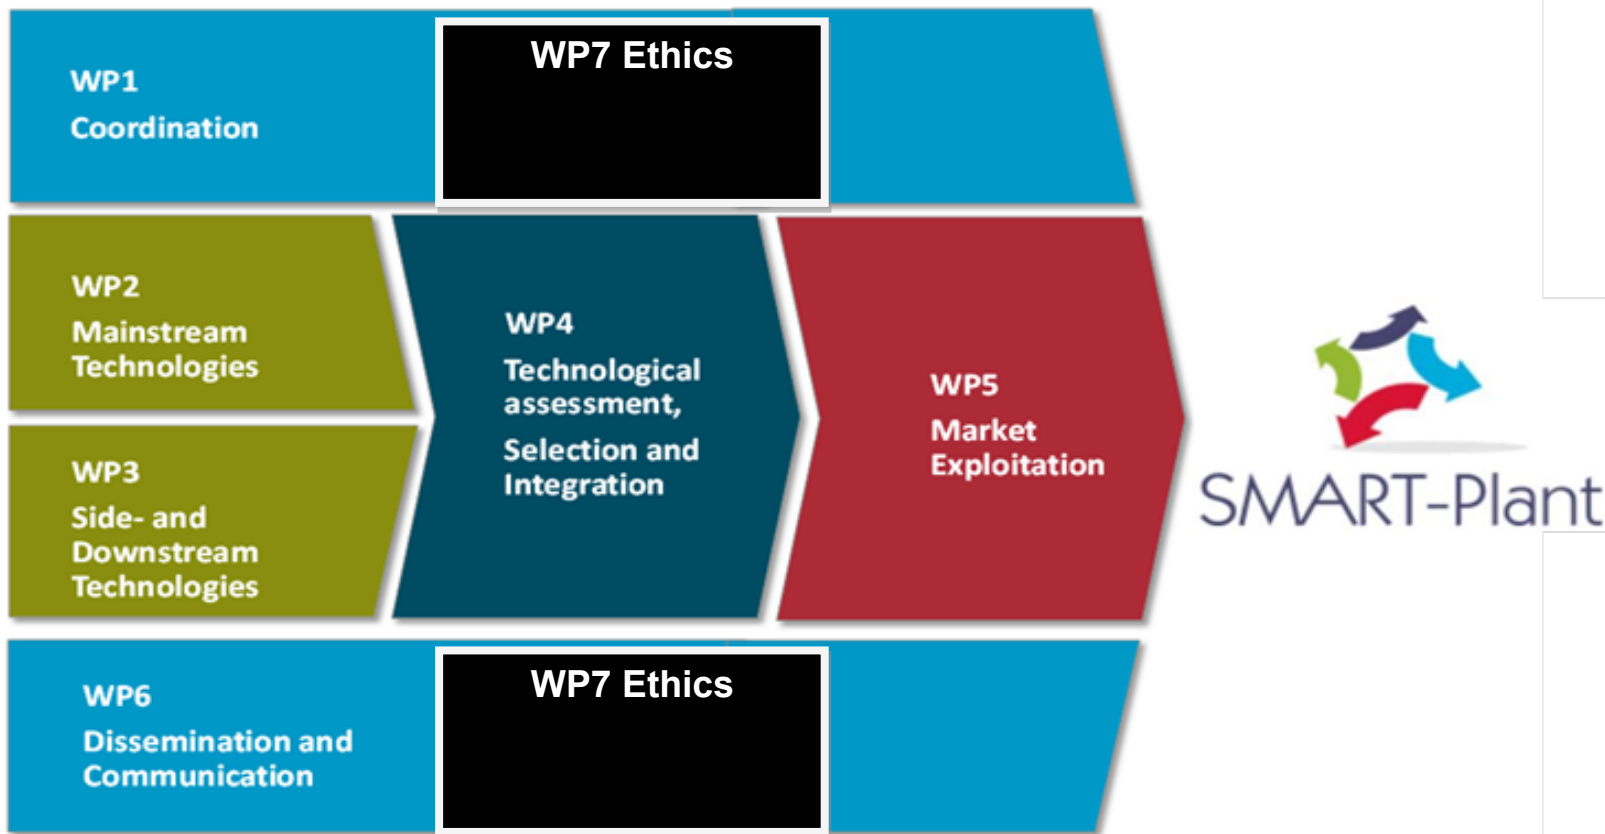 WP1
Coordination
WP7 Ethics
WP2
Mainstream
Technologies
WP3
Side- and
Downstream
Technologies
WP4
Technological
assessment,
Selection and
Integration
WP5
Market
Exploitation
SMART-Plant
WP6
Dissemination and
Communication
WP7 Ethics